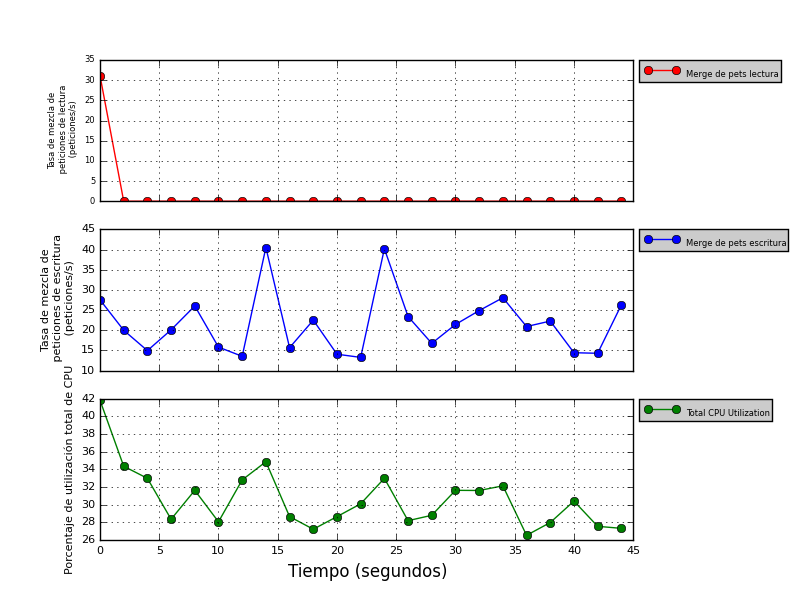 35
30
25
20
15
10
5
0
Tasa de mezcla de
peticiones de lectura
(peticiones/s)
Merge de pets lectura
45
40
35
30
25
20
15
10
Tasa de mezcla de
peticiones de escritura
(peticiones/s)
Merge de pets escritura
42
40
38
36
34
32
30
28
26
Porcentaje de utilización total de CPU
Total CPU Utilization
0 5 10 15 20 25 30 35 40 45
Tiempo (segundos)